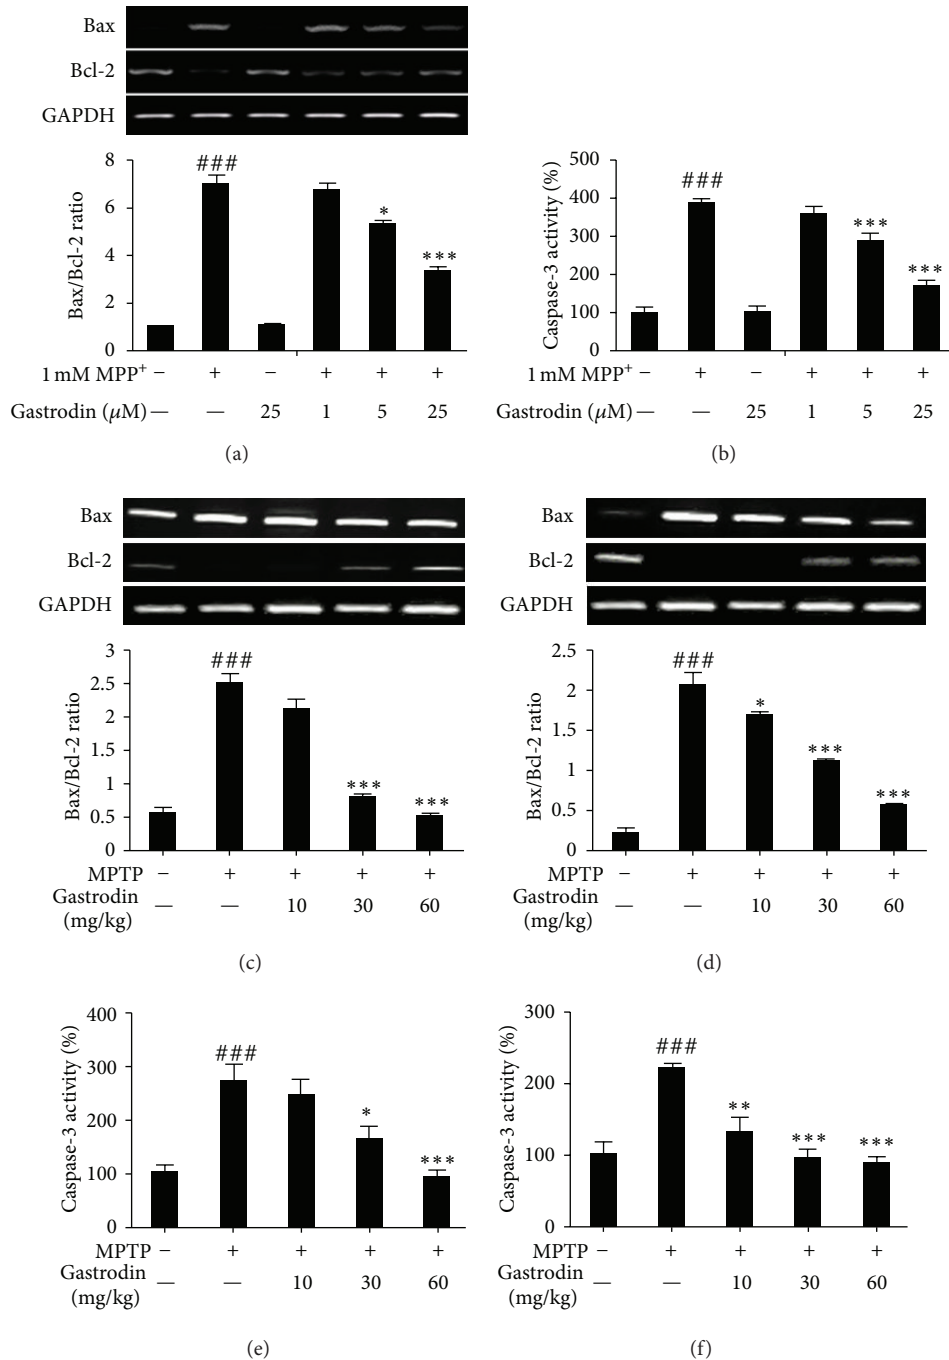 Bax
Bcl-2
GAPDH
8
6
4
2
0
Bax/Bcl-2 ratio
###
*
***
1 mM MPP+ − + − + + +
Gastrodin (μM) — — 25 1 5 25
(a)
500
400
300
200
100
0
Caspase-3 activity (%)
###
***
***
1 mM MPP+ − + − + + +
Gastrodin (μM) — — 25 1 5 25
(b)
Bax
Bcl-2
GAPDH
3
2.5
2
1.5
1
0.5
0
Bax/Bcl-2 ratio
###
***
***
MPTP − + + + +
Gastrodin
(mg/kg)
— — 10 30 60
(c)
Bax
Bcl-2
GAPDH
2.5
2
1.5
1
0.5
0
Bax/Bcl-2 ratio
###
*
***
***
MPTP − + + + +
Gastrodin
(mg/kg)
— — 10 30 60
(d)
400
300
200
100
0
Caspase-3 activity (%)
###
*
***
MPTP − + + + +
Gastrodin
(mg/kg)
— — 10 30 60
(e)
300
200
100
0
Caspase-3 activity (%)
###
**
***
***
MPTP − + + + +
Gastrodin
(mg/kg)
— — 10 30 60
(f)